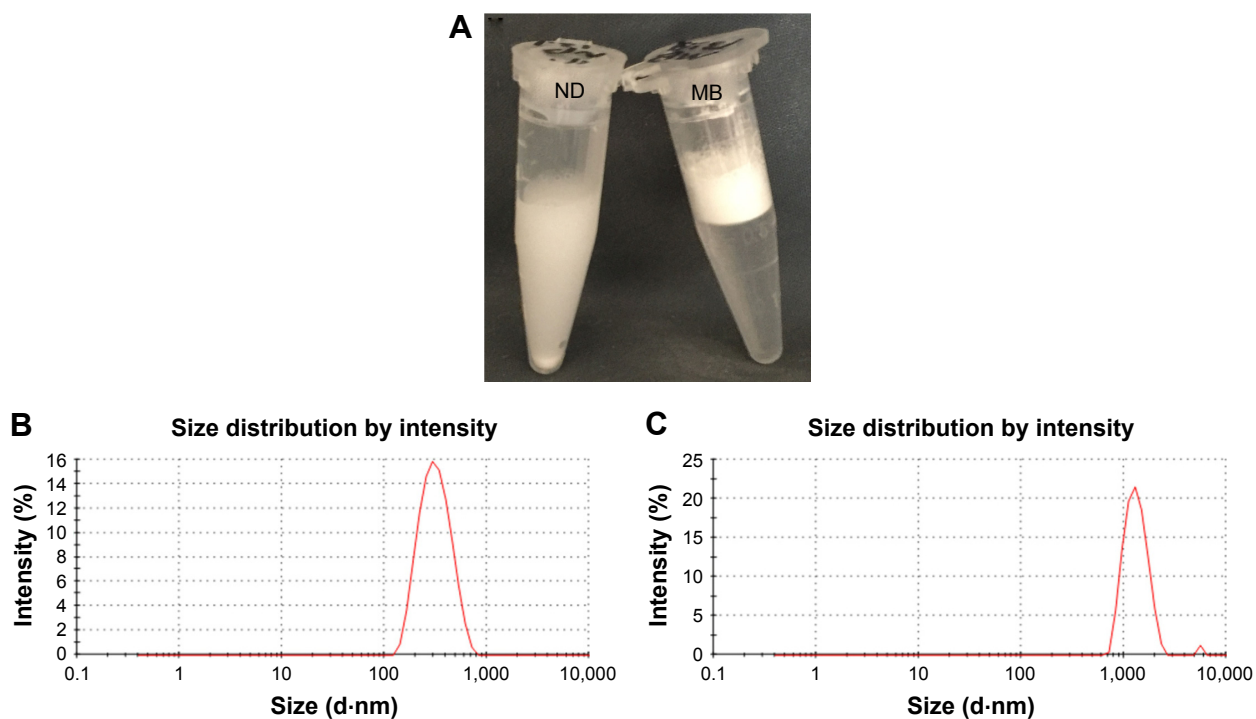 A
ND
MB
B
Size distribution by intensity
16
14
12
10
8
6
4
2
0
Intensity (%)
0.1 1 10 100 1,000 10,000
Size (d·nm)
C
Size distribution by intensity
25
20
15
10
5
0
Intensity (%)
0.1 1 10 100 1,000 10,000
Size (d·nm)